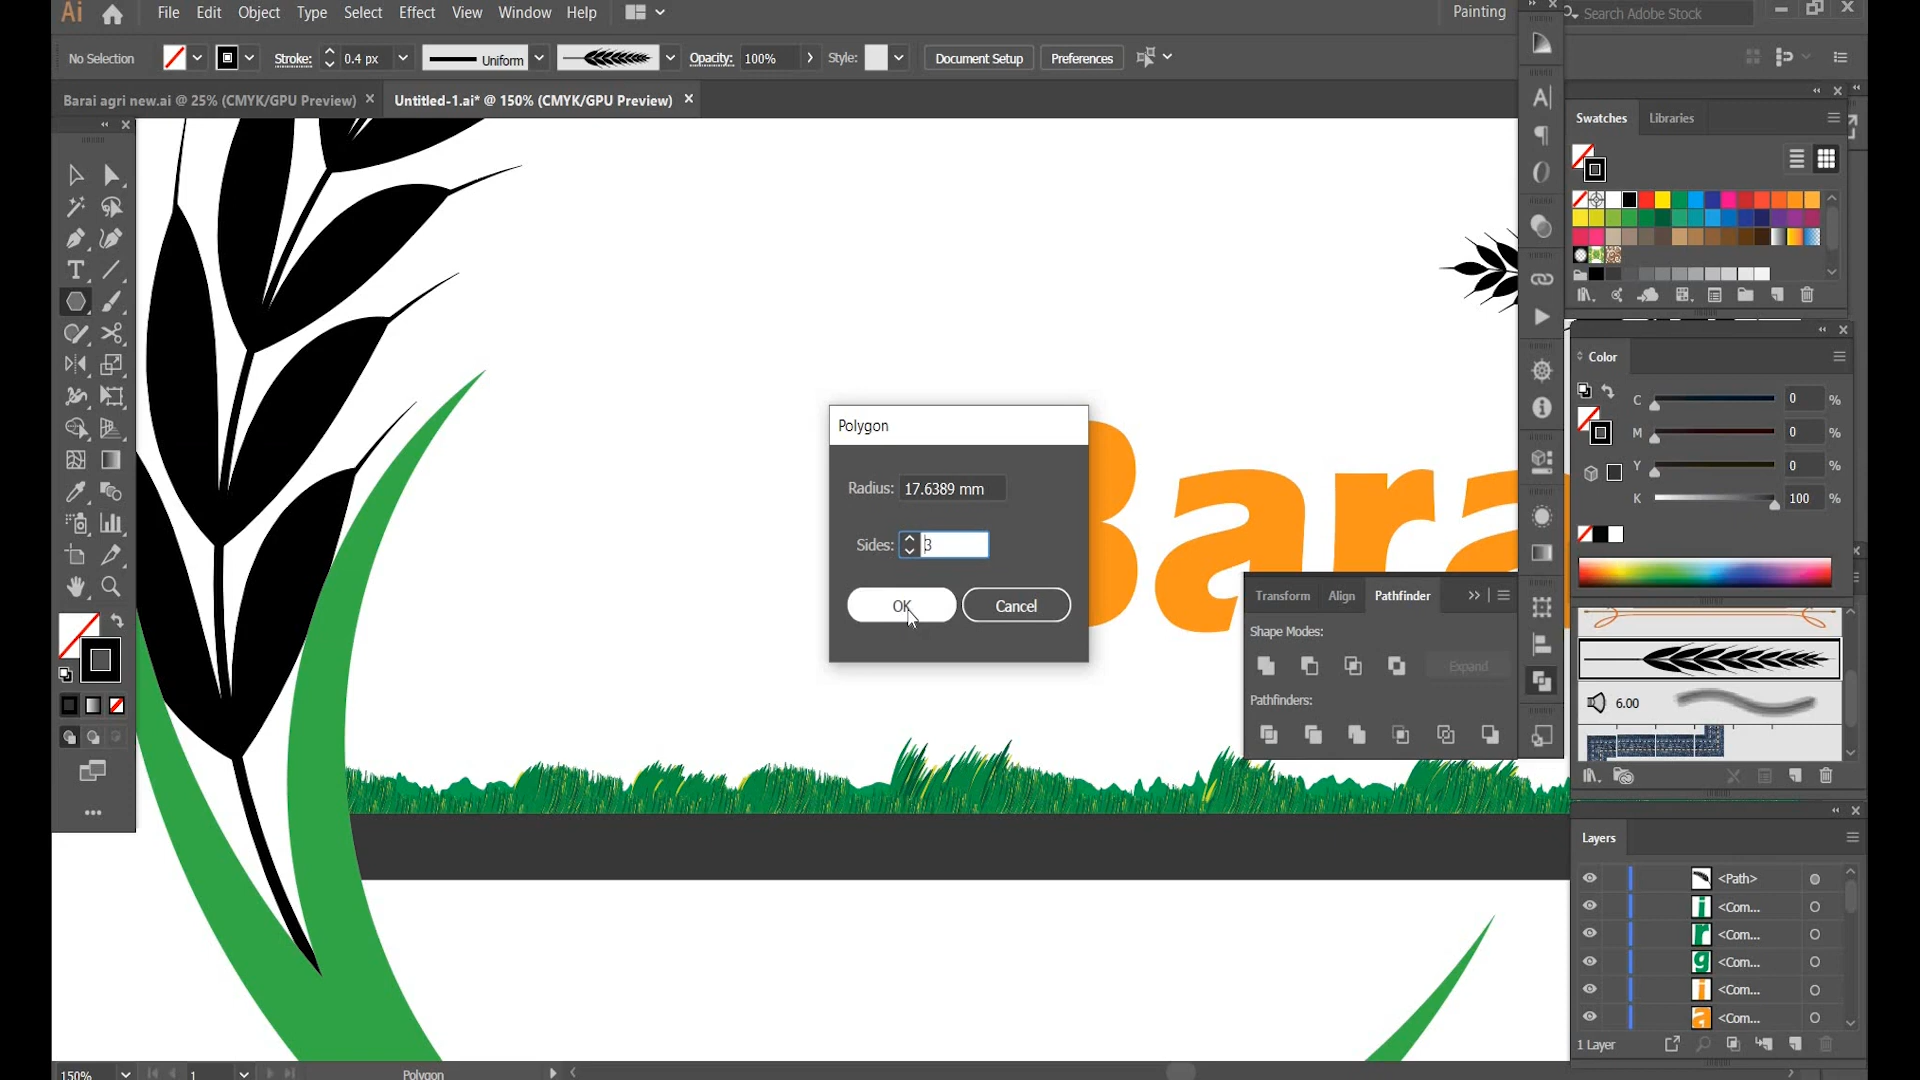 Ai File Edit Object Type Select Effect View Window Help Painting Search Adobe Stock
No Selection Stroke: 0.4 px Uniform Opacity: 100% Style: Document Setup Preferences
Barai agri new.ai @ 25% (CMYK/GPU Preview) Untitled-1.ai* @ 150% (CMYK/GPU Preview)
Swatches Libraries
Color
C 0 %
M 0 %
Y 0 %
K 100 %
Polygon
Radius: 17.6389 mm
Sides: 3
OK Cancel
Bara
Transform Align Pathfinder
Shape Modes:
Expand
Pathfinders:
6.00
Layers
<Path>
<Com...
<Com...
<Com...
<Com...
<Com...
1 Layer
150% 1 Polygon